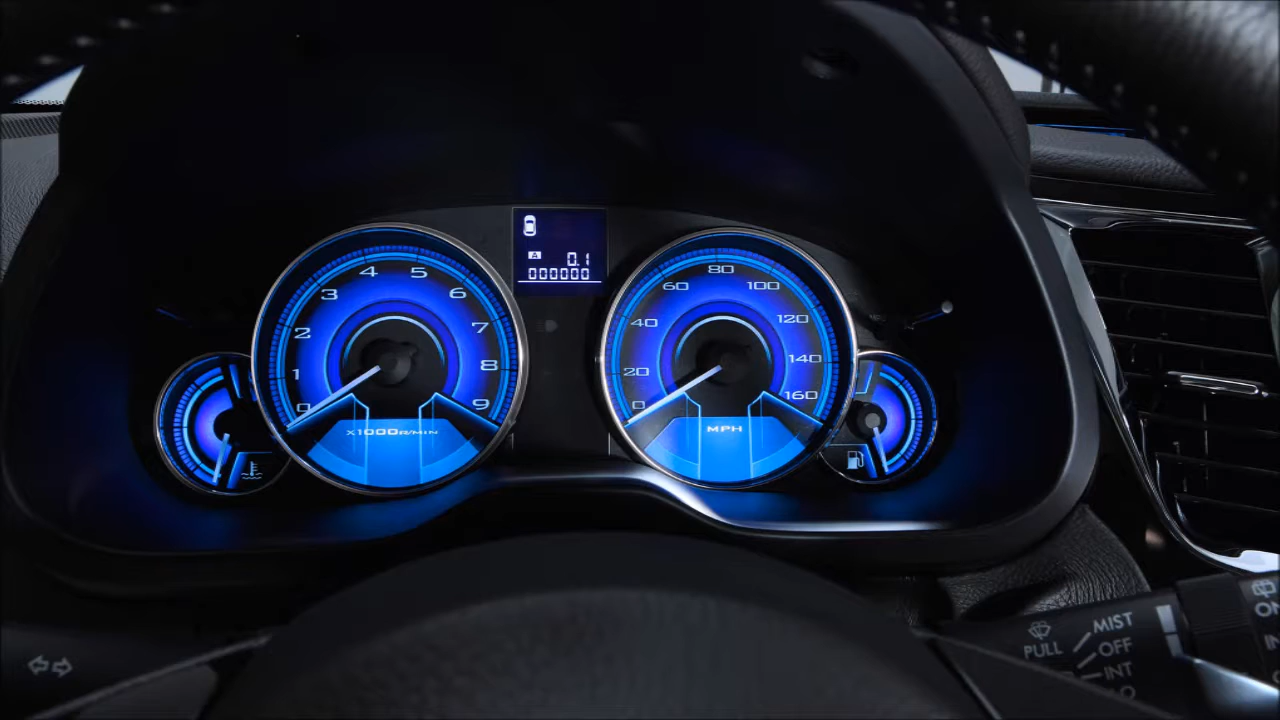 A 0.1
000000
0 1 2 3 4 5 6 7 8 9
X1000R/MIN
0 20 40 60 80 100 120 140 160
MPH
PULL
MIST
OFF
INT